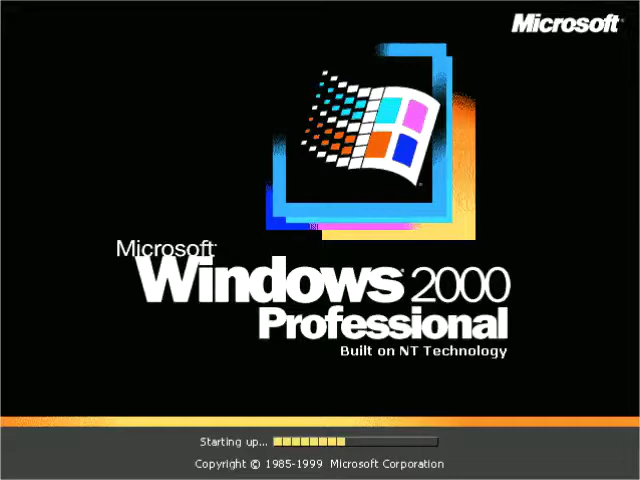 Microsoft
Microsoft
Windows 2000
Professional
Built on NT Technology
Starting up...
Copyright © 1985-1999 Microsoft Corporation